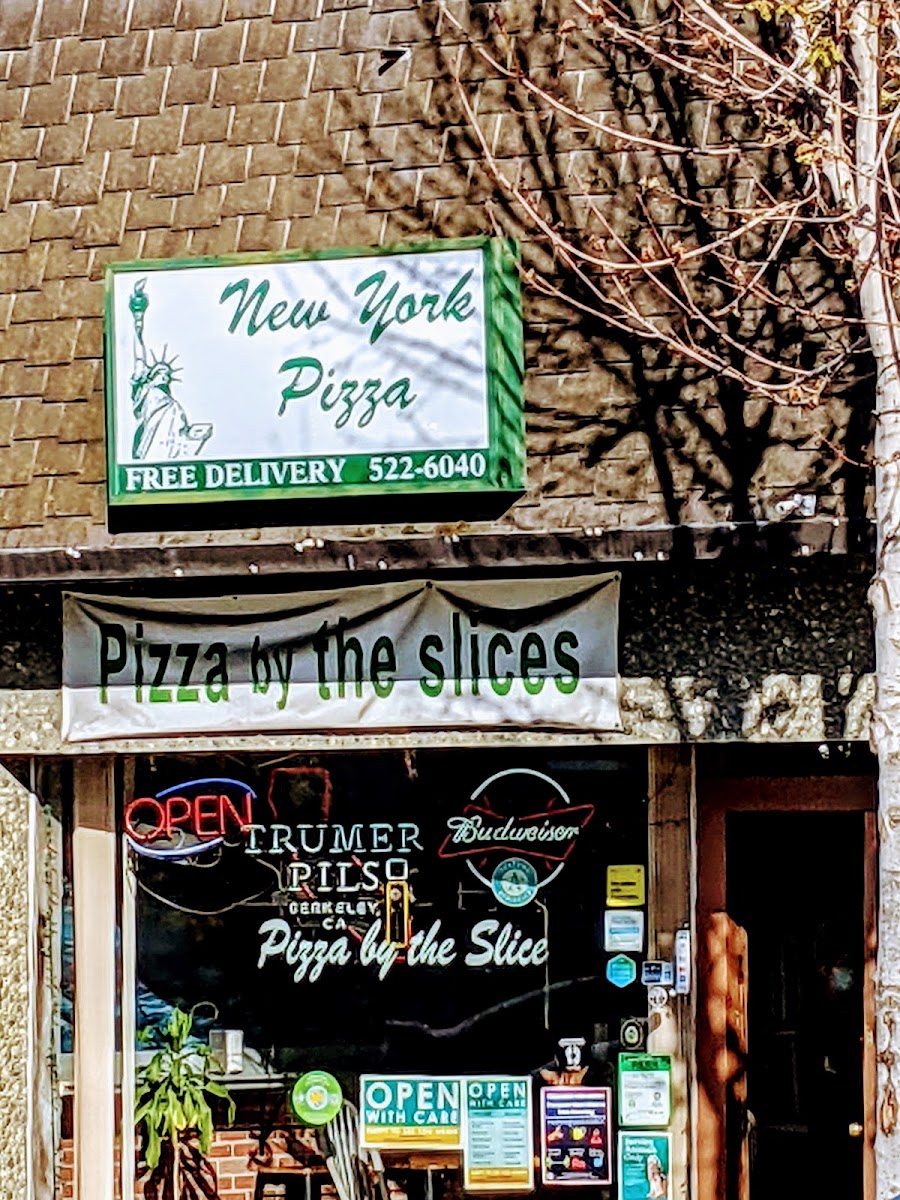 New York
Pizza
FREE DELIVERY 522-6040
Pizza by the slices
OPEN
TRUMER
PILS
BERKELEY
CA
Budweiser
Pizza by the Slice
OPEN
WITH CARE
OPEN
WITH CARE